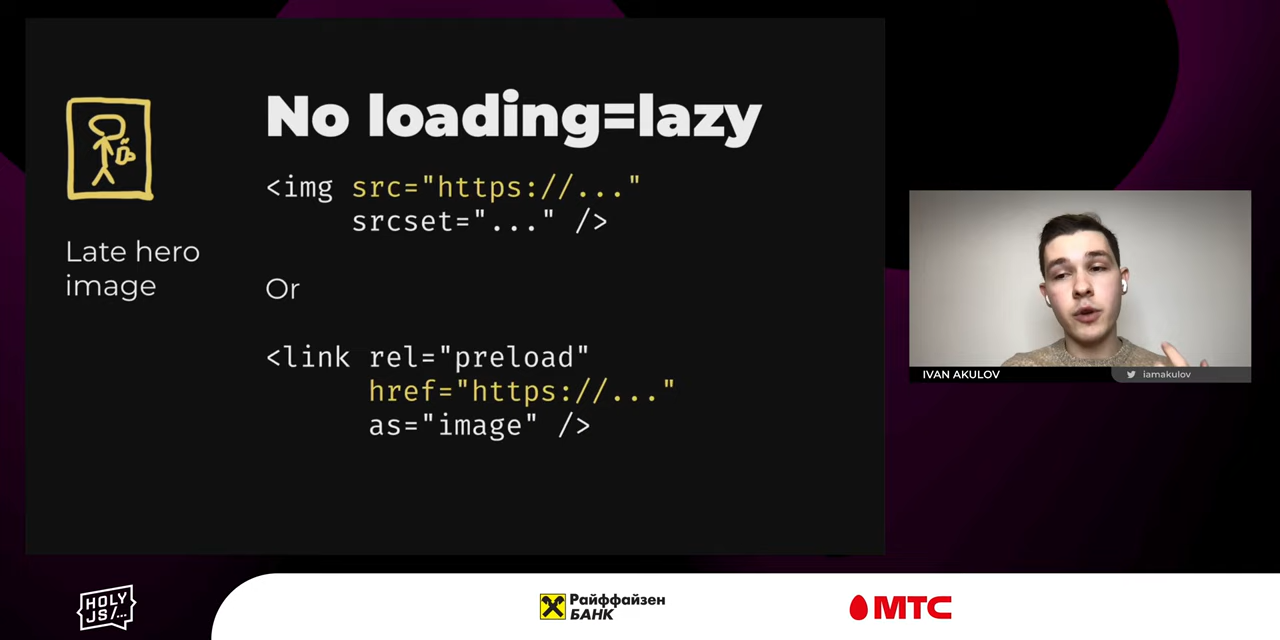 No loading=lazy
<img src="https://..."
srcset="..." />
Late hero
image
Or
<link rel="preload"
href="https://..."
as="image" />
IVAN AKULOV
iamakulov
HOLY
JS/...
Райффайзен
БАНК
МТС